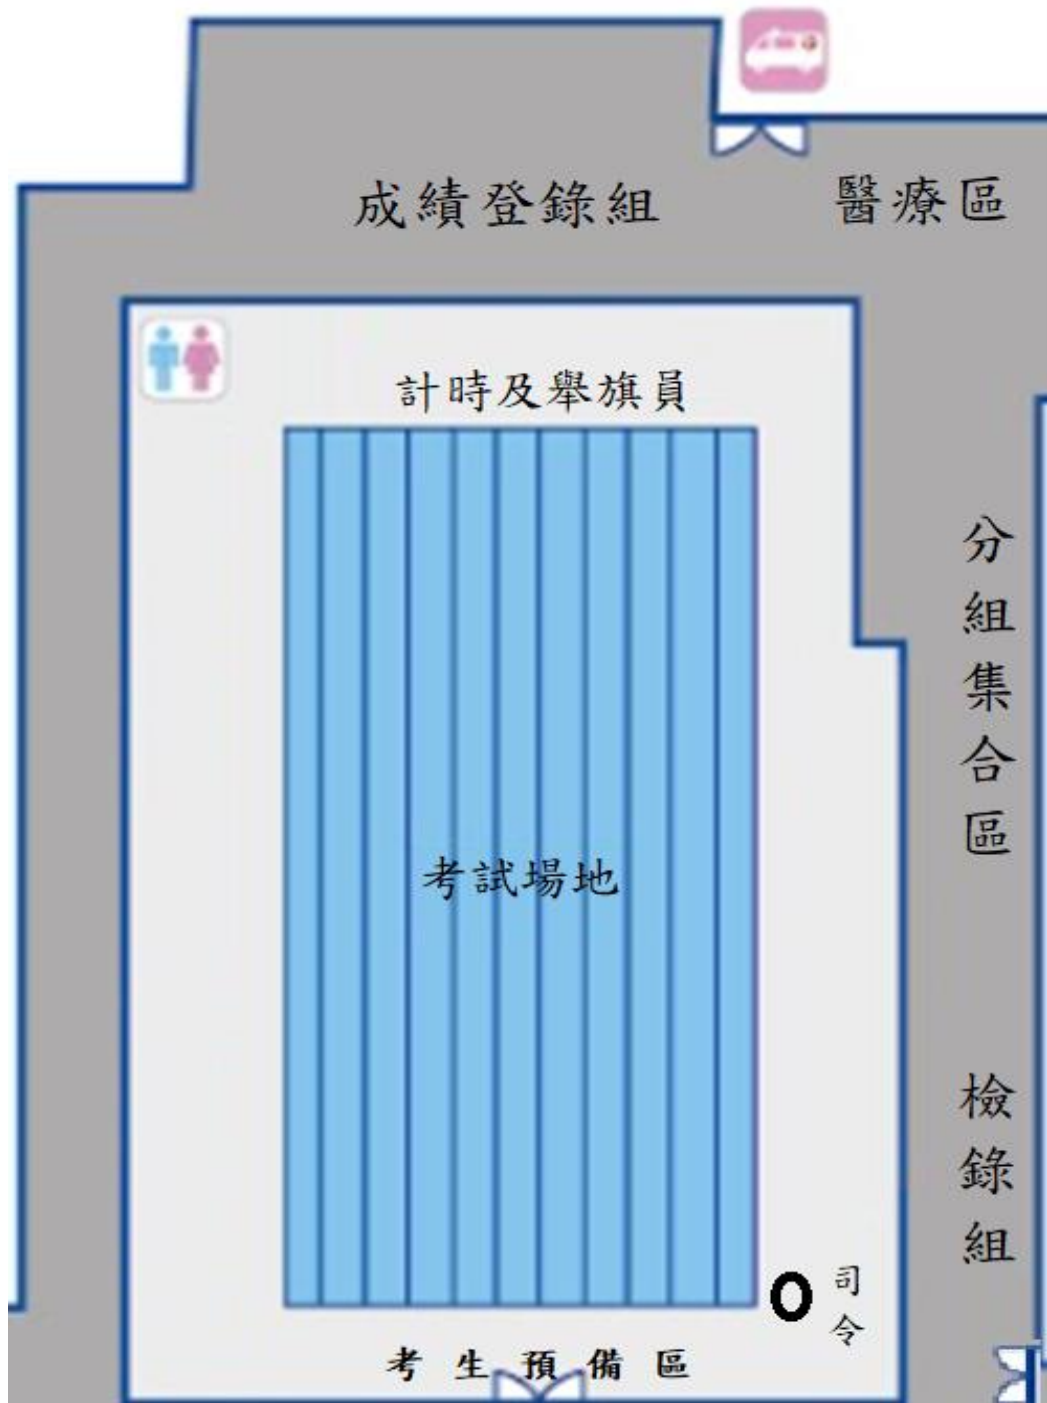 成績登錄組
醫療區
計時及舉旗員
分組集合區
考試場地
檢錄組
司令
考生預備區